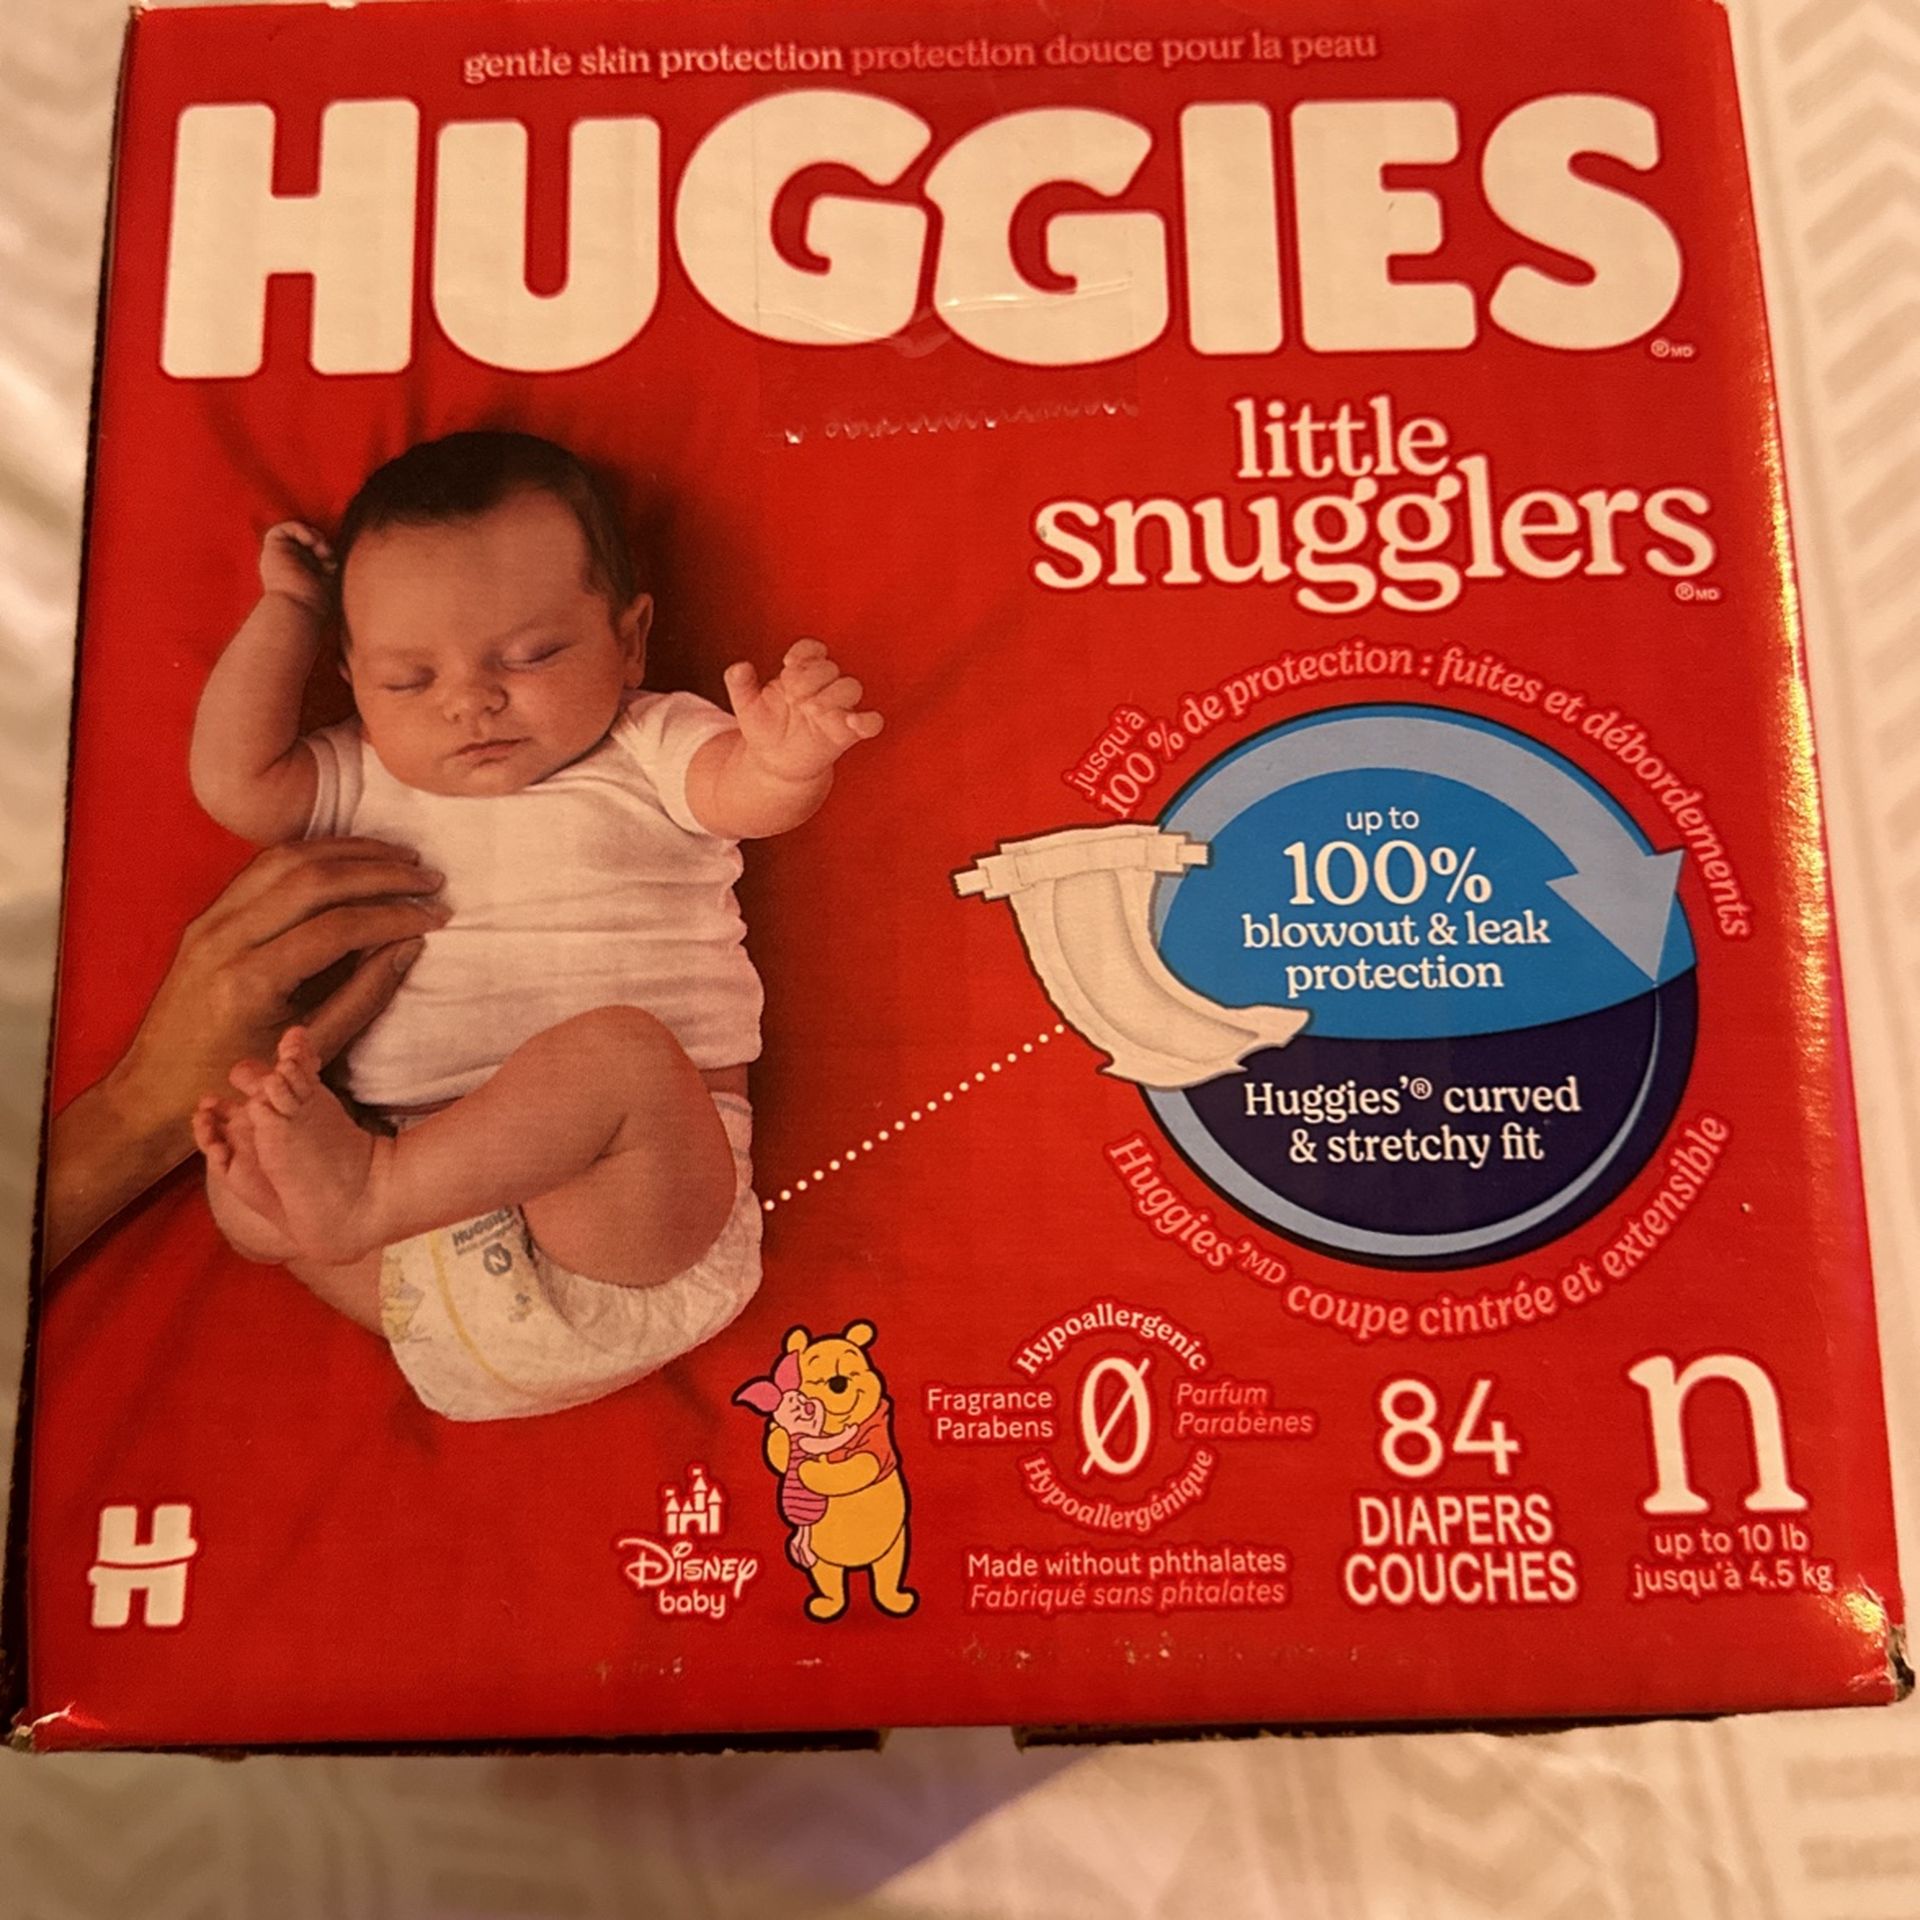 gentle skin protection protection douce pour la peau
HUGGIES
®MD
little
snugglers
®MD
jusqu'à
100 % de protection : fuites et débordements
up to
100%
blowout & leak
protection
Huggies'® curved
& stretchy fit
Huggies'MD coupe cintrée et extensible
HUGGIES
N
Hypoallergenic
Fragrance
Parabens
0
Parfum
Parabènes
Hypoallergénique
Made without phthalates
Fabriqué sans phtalates
84
DIAPERS
COUCHES
n
up to 10 lb
jusqu'à 4.5 kg
H
Disney
baby